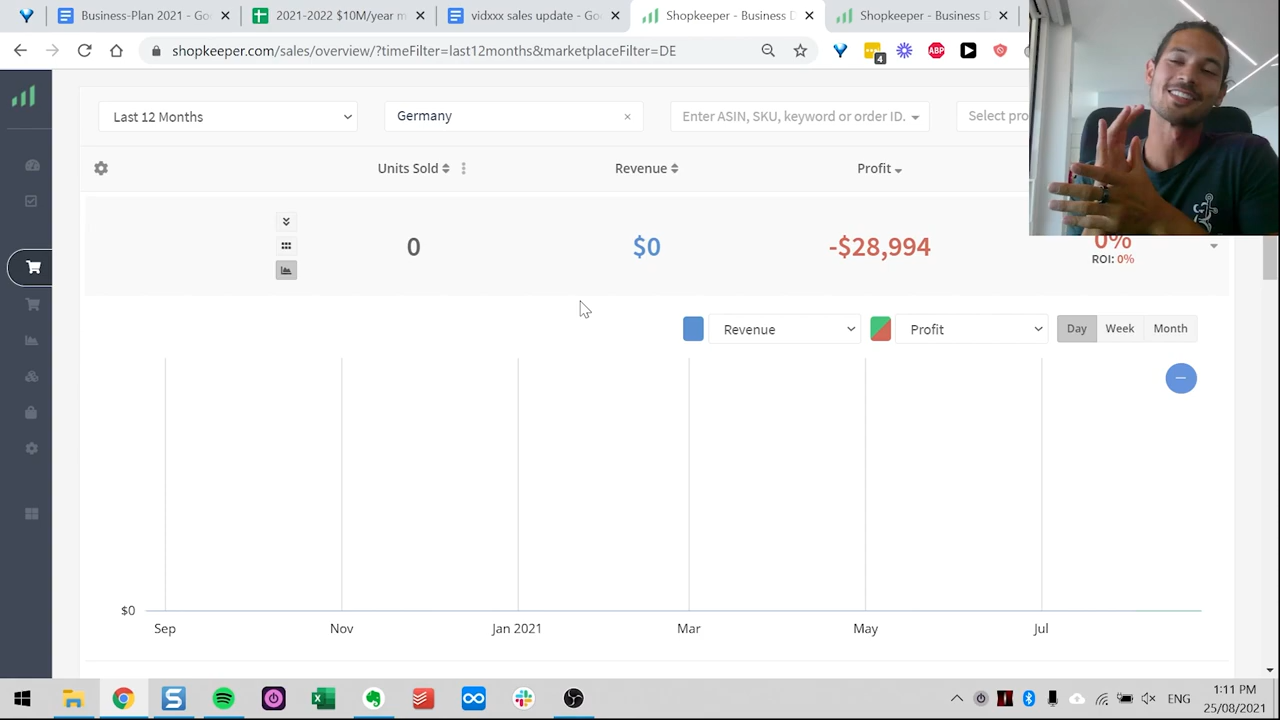 Business-Plan 2021 - Go
2021-2022 $10M/year m
vidxxx sales update - Go
Shopkeeper - Business D
Shopkeeper - Business D
shopkeeper.com/sales/overview/?timeFilter=last12months&marketplaceFilter=DE
4
ABP
Last 12 Months
Germany
Enter ASIN, SKU, keyword or order ID.
Select pro
Units Sold
Revenue
Profit
0
$0
-$28,994
0%
ROI: 0%
Revenue
Profit
Day
Week
Month
$0
Sep
Nov
Jan 2021
Mar
May
Jul
ENG
1:11 PM
25/08/2021